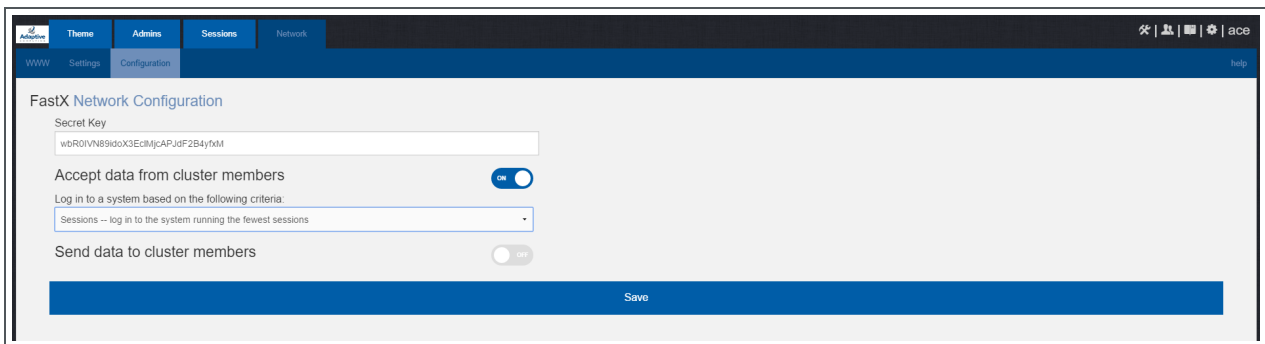 Adaptive
Theme Admins Sessions Network
| | | | ace
WWW Settings Configuration
help
FastX Network Configuration
Secret Key
wbR0IVN89idoX3EclMjcAPJdF2B4yfxM
Accept data from cluster members
ON
Log in to a system based on the following criteria:
Sessions -- log in to the system running the fewest sessions
Send data to cluster members
OFF
Save